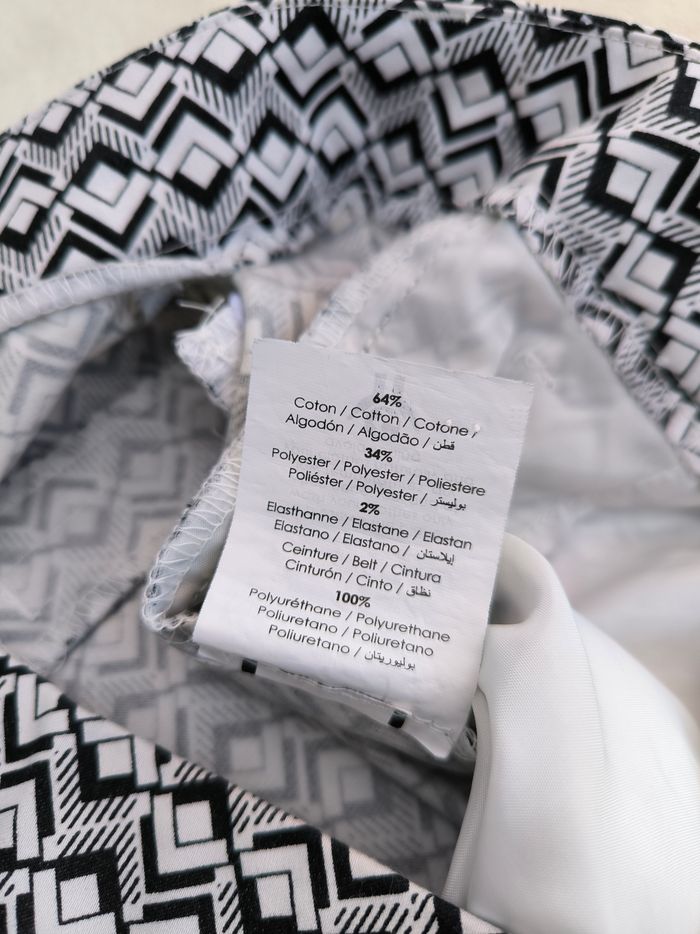 64%
Coton / Cotton / Cotone /
Algodón / Algodão / قطن
34%
Polyester / Polyester / Poliestere
Poliéster / Polyester / بوليستر
2%
Elasthanne / Elastane / Elastan
Elastano / Elastano / إيلاستان
Ceinture / Belt / Cintura
Cinturón / Cinto / نطاق
100%
Polyuréthane / Polyurethane
Poliuretano / Poliuretano
Poliuretano / بوليوريتان